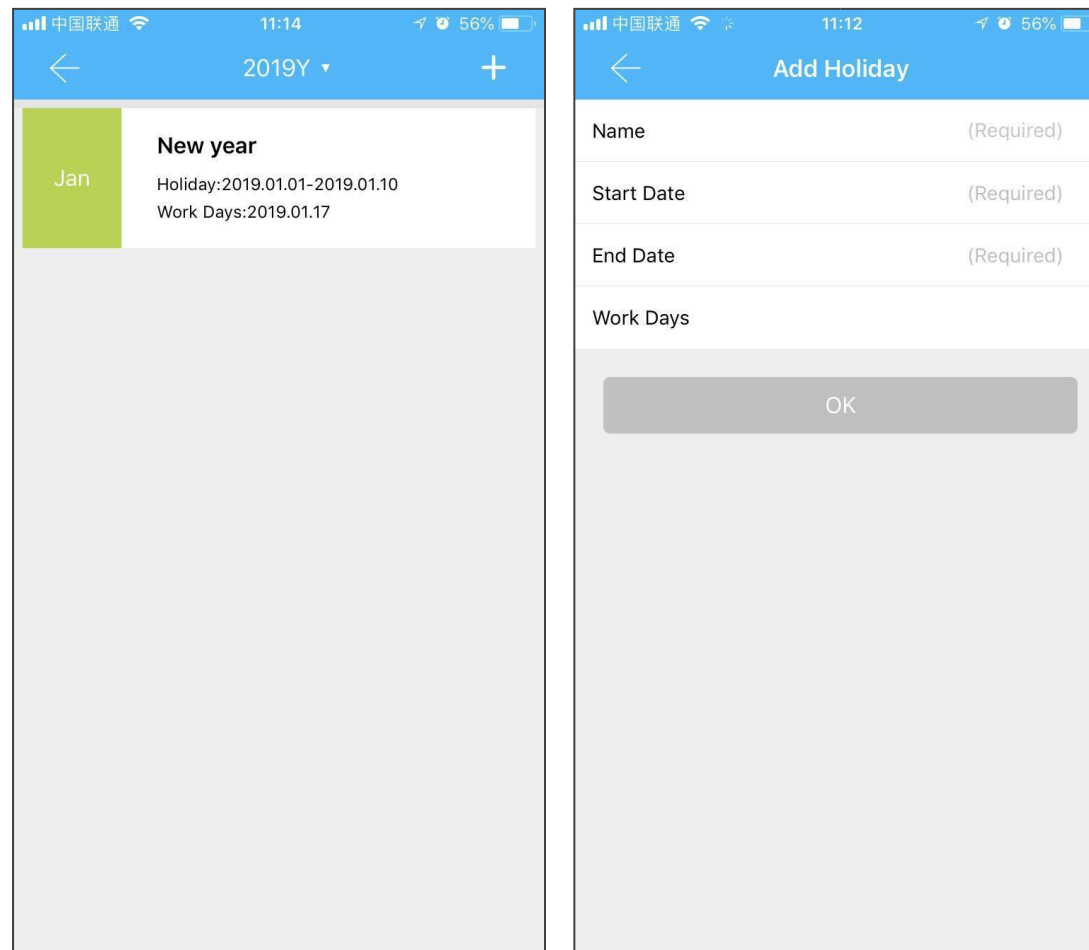 中国联通 11:14 56%
2019Y
New year
Jan
Holiday:2019.01.01-2019.01.10
Work Days:2019.01.17
中国联通 11:12 56%
Add Holiday
Name (Required)
Start Date (Required)
End Date (Required)
Work Days
OK